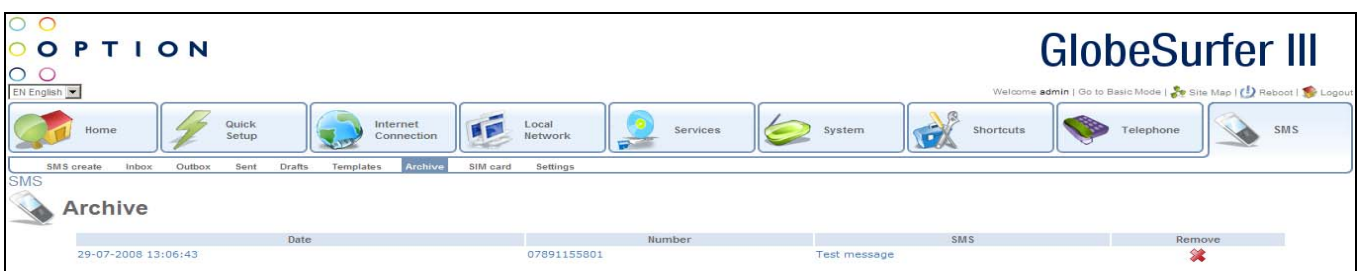 OPTION
GlobeSurfer III
EN English
Welcome admin | Go to Basic Mode | Site Map | Reboot | Logout
Home
Quick Setup
Internet Connection
Local Network
Services
System
Shortcuts
Telephone
SMS
SMS create Inbox Outbox Sent Drafts Templates Archive SIM card Settings
SMS
Archive
Date Number SMS Remove
29-07-2008 13:06:43 07891155801 Test message